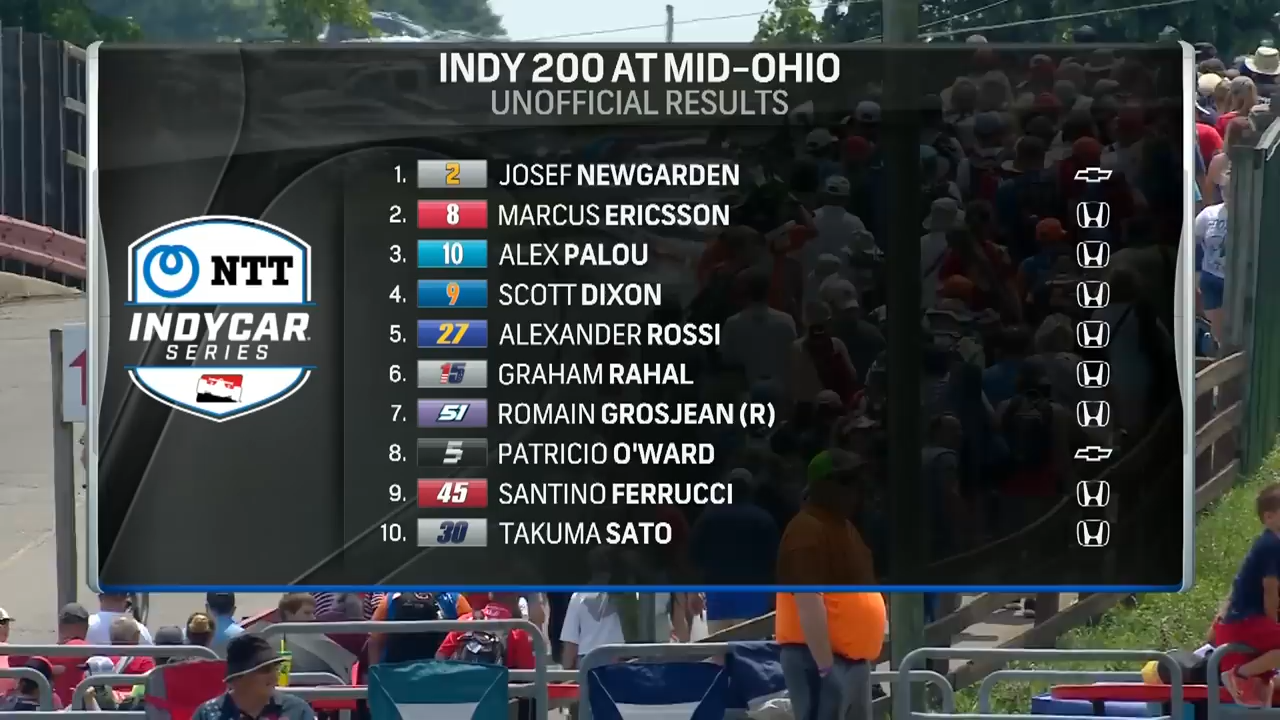 INDY 200 AT MID-OHIO
UNOFFICIAL RESULTS
1. 2 JOSEF NEWGARDEN
2. 8 MARCUS ERICSSON
3. 10 ALEX PALOU
4. 9 SCOTT DIXON
5. 27 ALEXANDER ROSSI
6. 15 GRAHAM RAHAL
7. 51 ROMAIN GROSJEAN (R)
8. 5 PATRICIO O'WARD
9. 45 SANTINO FERRUCCI
10. 30 TAKUMA SATO
NTT
INDYCAR
SERIES